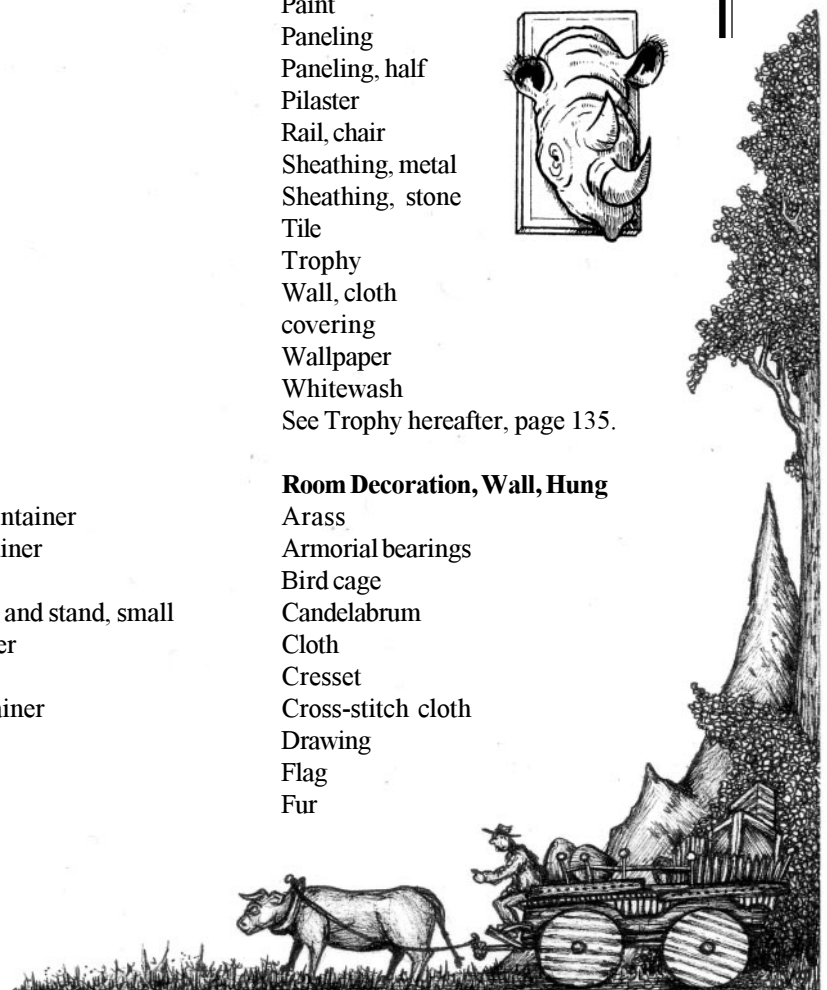 ntainer
iner
and stand, small
er
iner
Paint
Paneling
Paneling, half
Pilaster
Rail, chair
Sheathing, metal
Sheathing, stone
Tile
Trophy
Wall, cloth
covering
Wallpaper
Whitewash
See Trophy hereafter, page 135.
Room Decoration, Wall, Hung
Arass
Armorial bearings
Bird cage
Candelabrum
Cloth
Cresset
Cross-stitch cloth
Drawing
Flag
Fur